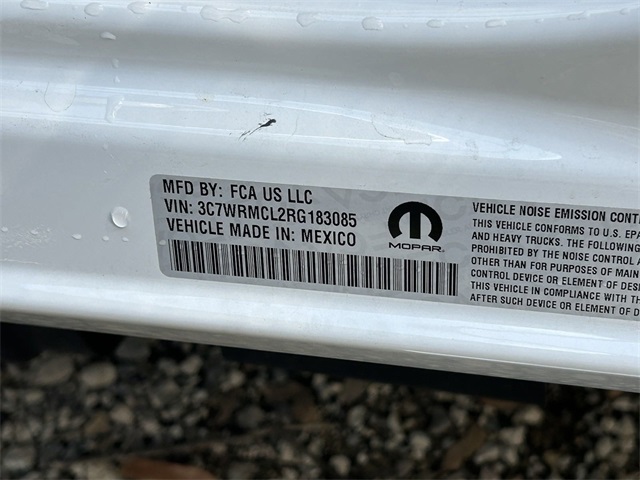 MFD BY: FCA US LLC
VIN: 3C7WRMCL2RG183085
VEHICLE MADE IN: MEXICO
MOPAR
VEHICLE NOISE EMISSION CONT
THIS VEHICLE CONFORMS TO U.S. EPA
AND HEAVY TRUCKS. THE FOLLOWING
PROHIBITED BY THE NOISE CONTROL A
OTHER THAN FOR PURPOSES OF MAIN
CONTROL DEVICE OR ELEMENT OF DES
THIS VEHICLE IN COMPLIANCE WITH T
AFTER SUCH DEVICE OR ELEMENT OF D